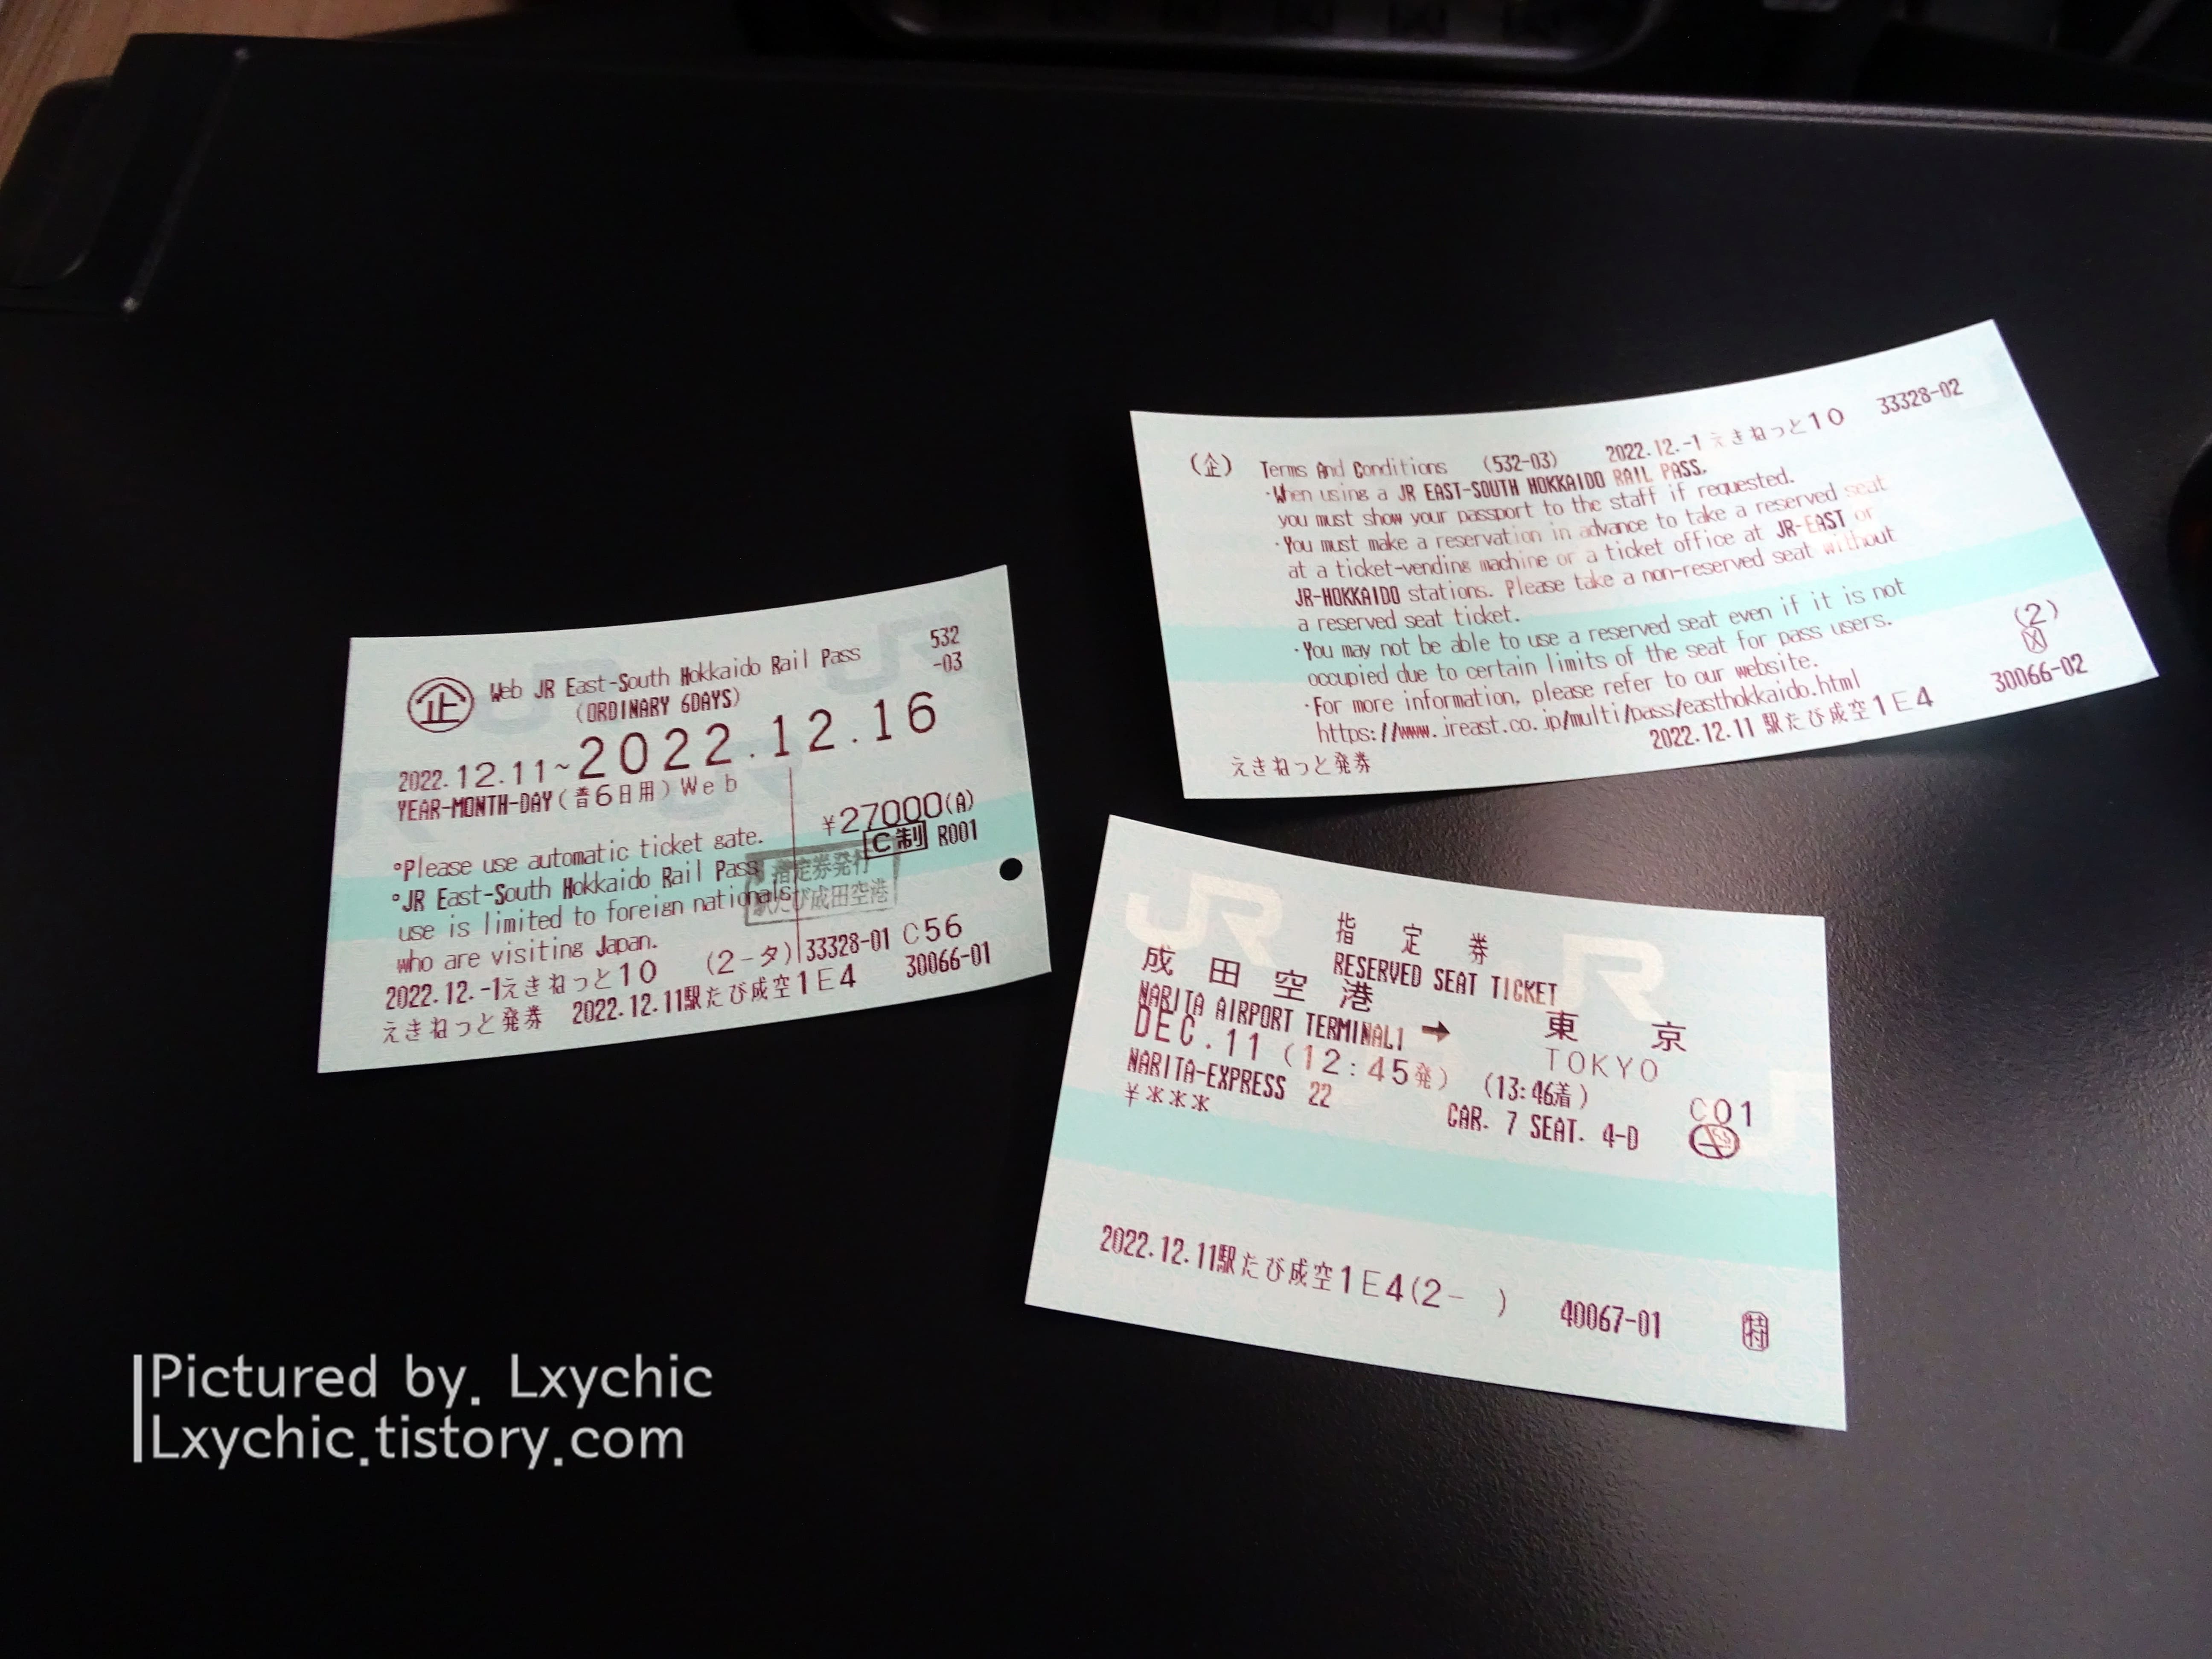 企 Web JR East-South Hokkaido Rail Pass 532
(ORDINARY 6DAYS) -03
2022.12.11~2022.12.16
YEAR-MONTH-DAY(普6日用)Web
¥27000(A)
°Please use automatic ticket gate. C制 R001
°JR East-South Hokkaido Rail Pass 指定券発行
use is limited to foreign nationals 駅たび成田空港
who are visiting Japan.
2022.12.-1えきねっと10 (2-タ) 33328-01 C56
えきねっと発券 2022.12.11駅たび成空1E4 30066-01
(企) Terms And Conditions (532-03) 2022.12.-1えきねっと10 33328-02
・When using a JR EAST-SOUTH HOKKAIDO RAIL PASS.
you must show your passport to the staff if requested.
・You must make a reservation in advance to take a reserved seat
at a ticket-vending machine or a ticket office at JR-EAST or
JR-HOKKAIDO stations. Please take a non-reserved seat without
a reserved seat ticket.
・You may not be able to use a reserved seat even if it is not
occupied due to certain limits of the seat for pass users.
・For more information, please refer to our website.
https://www.jreast.co.jp/multi/pass/easthokkaido.html
(2)
えきねっと発券 2022.12.11 駅たび成空1E4 30066-02
指定券
RESERVED SEAT TICKET
成田空港 → 東京
NARITA AIRPORT TERMINAL1 TOKYO
DEC.11 (12:45発) (13:46着) C01
NARITA-EXPRESS 22 CAR. 7 SEAT. 4-D
¥***
2022.12.11駅たび成空1E4(2- ) 40067-01 特
Pictured by. Lxychic
Lxychic.tistory.com